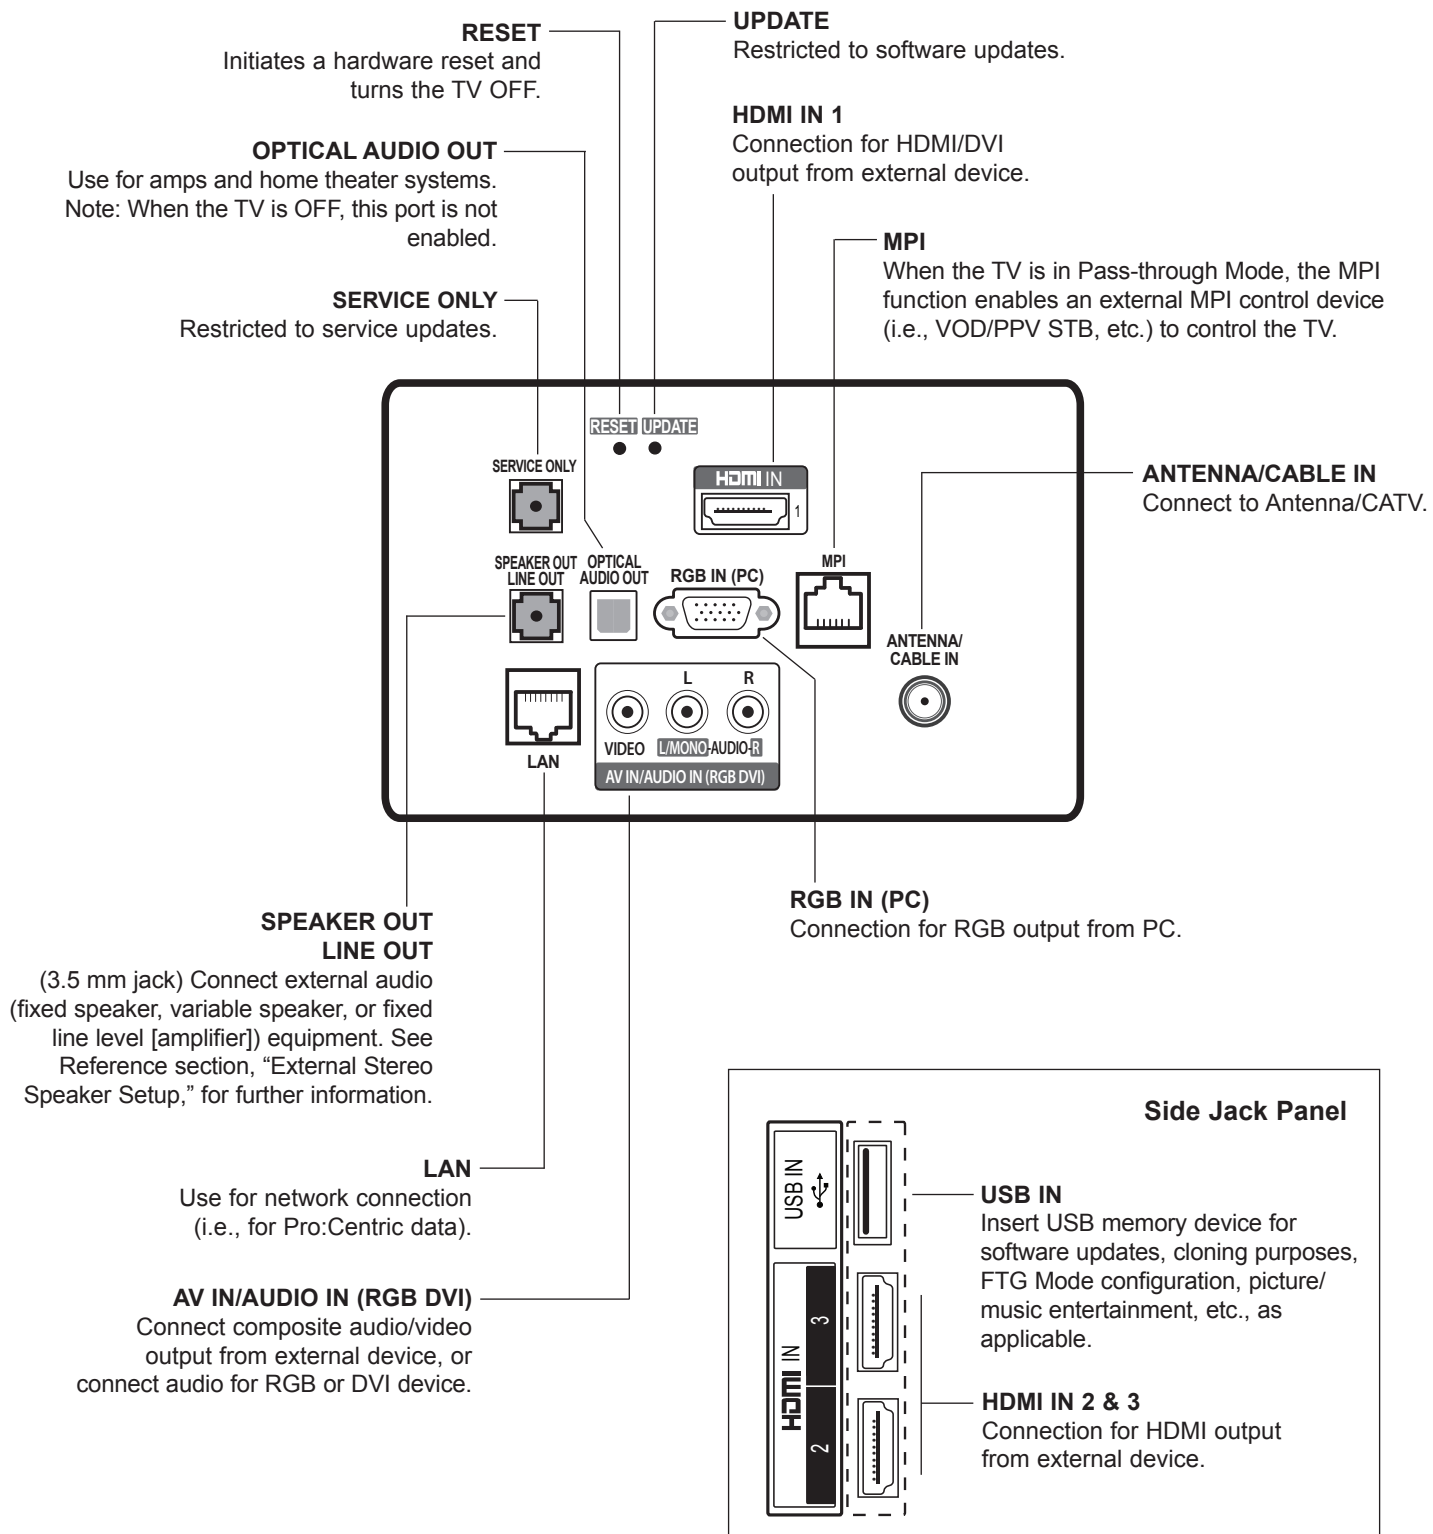 RESET
Initiates a hardware reset and
turns the TV OFF.
UPDATE
Restricted to software updates.
HDMI IN 1
Connection for HDMI/DVI
output from external device.
OPTICAL AUDIO OUT
Use for amps and home theater systems.
Note: When the TV is OFF, this port is not
enabled.
MPI
When the TV is in Pass-through Mode, the MPI
function enables an external MPI control device
(i.e., VOD/PPV STB, etc.) to control the TV.
SERVICE ONLY
Restricted to service updates.
ANTENNA/CABLE IN
Connect to Antenna/CATV.
RESET UPDATE
SERVICE ONLY
HDMI IN
1
SPEAKER OUT
LINE OUT
OPTICAL
AUDIO OUT
RGB IN (PC)
MPI
ANTENNA/
CABLE IN
LAN
L R
VIDEO L/MONO-AUDIO-R
AV IN/AUDIO IN (RGB DVI)
RGB IN (PC)
Connection for RGB output from PC.
SPEAKER OUT
LINE OUT
(3.5 mm jack) Connect external audio
(fixed speaker, variable speaker, or fixed
line level [amplifier]) equipment. See
Reference section, “External Stereo
Speaker Setup,” for further information.
LAN
Use for network connection
(i.e., for Pro:Centric data).
AV IN/AUDIO IN (RGB DVI)
Connect composite audio/video
output from external device, or
connect audio for RGB or DVI device.
Side Jack Panel
USB IN
HDMI IN
3
2
USB IN
Insert USB memory device for
software updates, cloning purposes,
FTG Mode configuration, picture/
music entertainment, etc., as
applicable.
HDMI IN 2 & 3
Connection for HDMI output
from external device.